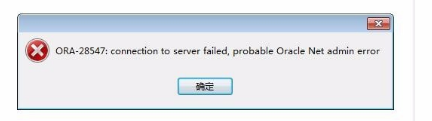 ORA-28547: connection to server failed, probable Oracle Net admin error
确定